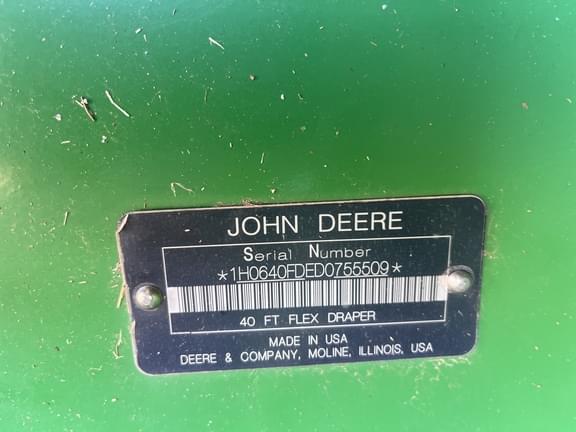 JOHN DEERE
Serial Number
*1H0640FDED0755509*
40 FT FLEX DRAPER
MADE IN USA
DEERE & COMPANY, MOLINE, ILLINOIS, USA